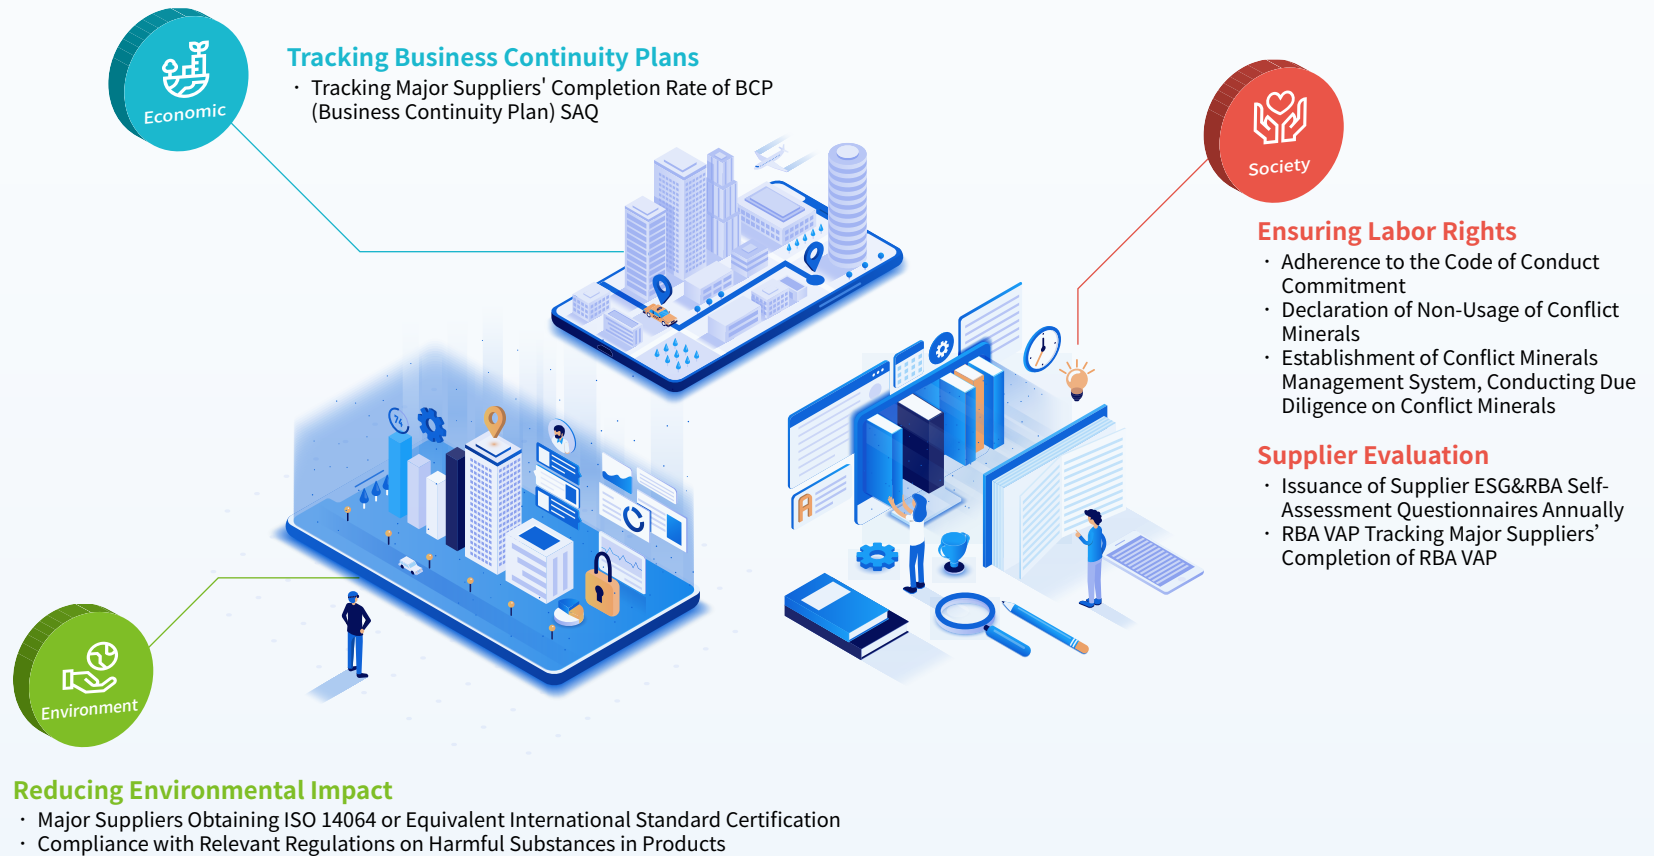 Economic
Tracking Business Continuity Plans
· Tracking Major Suppliers' Completion Rate of BCP
(Business Continuity Plan) SAQ
Society
Ensuring Labor Rights
· Adherence to the Code of Conduct
Commitment
· Declaration of Non-Usage of Conflict
Minerals
· Establishment of Conflict Minerals
Management System, Conducting Due
Diligence on Conflict Minerals
Supplier Evaluation
· Issuance of Supplier ESG&RBA Self-
Assessment Questionnaires Annually
· RBA VAP Tracking Major Suppliers’
Completion of RBA VAP
74
A
Environment
Reducing Environmental Impact
· Major Suppliers Obtaining ISO 14064 or Equivalent International Standard Certification
· Compliance with Relevant Regulations on Harmful Substances in Products